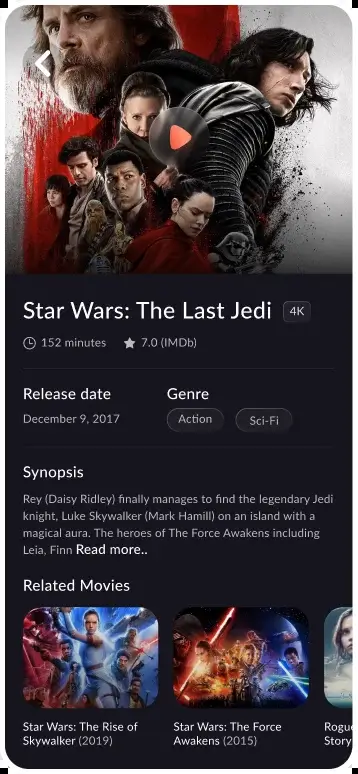 Star Wars: The Last Jedi 4K
152 minutes 7.0 (IMDb)
Release date Genre
December 9, 2017 Action Sci-Fi
Synopsis
Rey (Daisy Ridley) finally manages to find the legendary Jedi
knight, Luke Skywalker (Mark Hamill) on an island with a
magical aura. The heroes of The Force Awakens including
Leia, Finn Read more..
Related Movies
Star Wars: The Rise of
Skywalker (2019)
Star Wars: The Force
Awakens (2015)
Rogu
Story